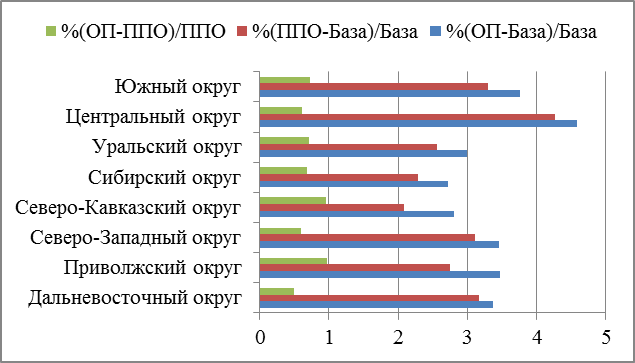 %(ОП-ППО)/ППО %(ППО-База)/База %(ОП-База)/База
Южный округ
Центральный округ
Уральский округ
Сибирский округ
Северо-Кавказский округ
Северо-Западный округ
Приволжский округ
Дальневосточный округ
0 1 2 3 4 5